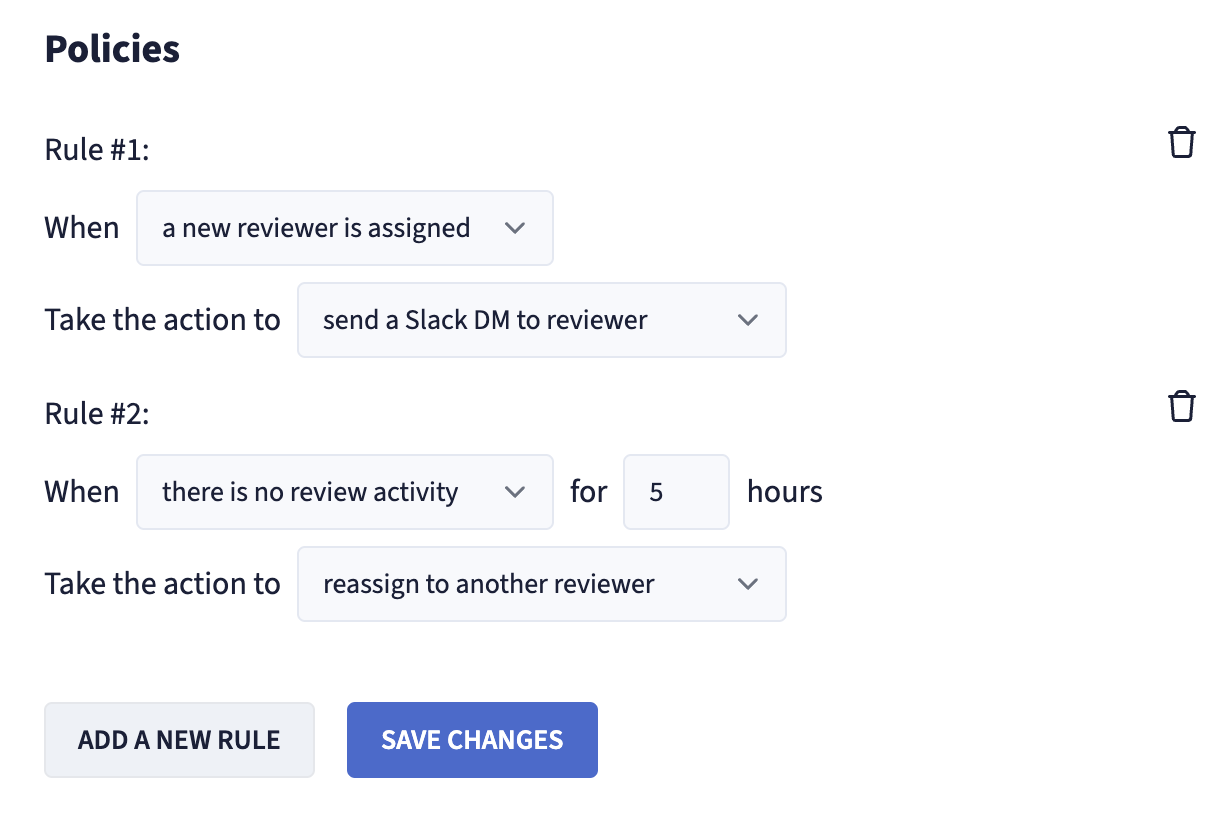 Policies
Rule #1:
When a new reviewer is assigned
Take the action to send a Slack DM to reviewer
Rule #2:
When there is no review activity for 5 hours
Take the action to reassign to another reviewer
ADD A NEW RULE SAVE CHANGES